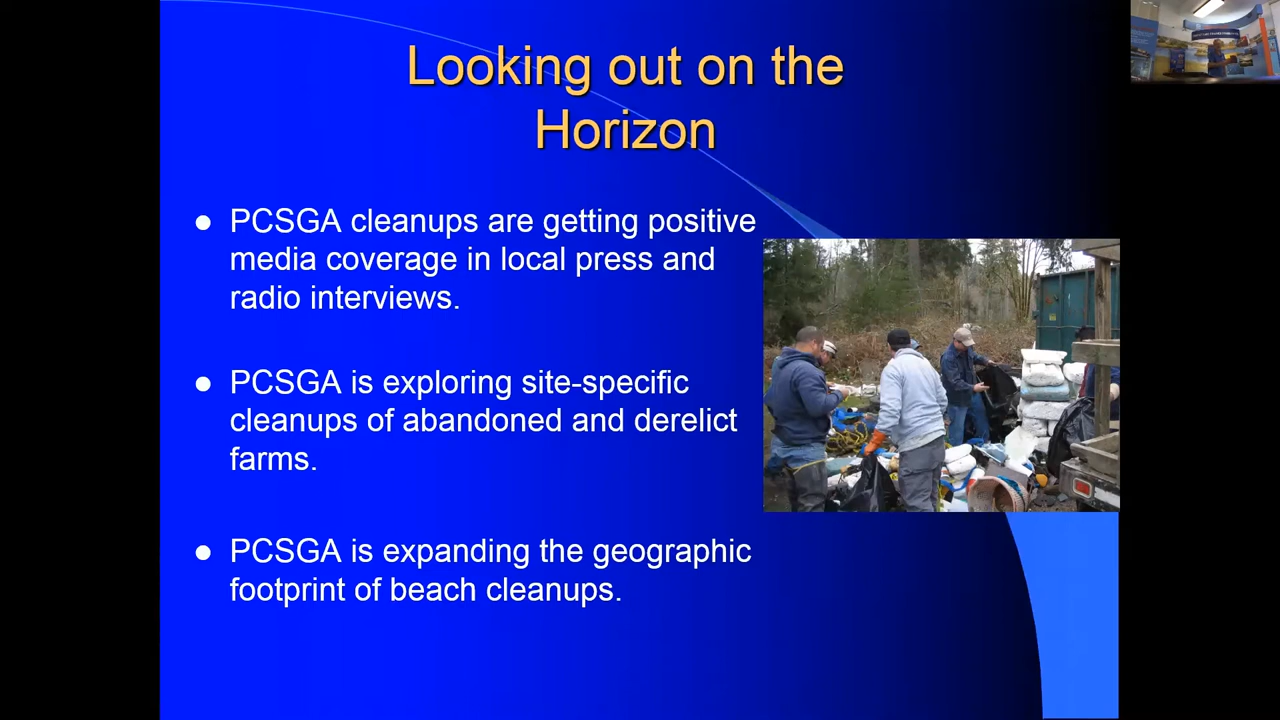 Looking out on the
Horizon
● PCSGA cleanups are getting positive
media coverage in local press and
radio interviews.
● PCSGA is exploring site-specific
cleanups of abandoned and derelict
farms.
● PCSGA is expanding the geographic
footprint of beach cleanups.